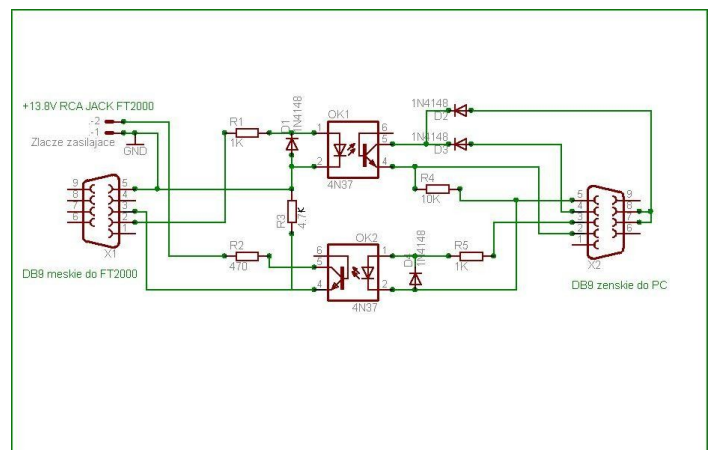 +13.8V RCA JACK FT2000
-2
-1
Zlacze zasilajace
GND
R1
1K
D1
1N4148
OK1
1
2
6
5
4
4N37
1N4148
D2
1N4148
D3
R4
10K
R3
4.7K
9
8
7
6
5
4
3
2
1
X1
DB9 meskie do FT2000
R2
470
OK2
6
5
4
1
2
4N37
1N4148
R5
1K
5
4
3
2
1
9
8
7
6
X2
DB9 zenskie do PC